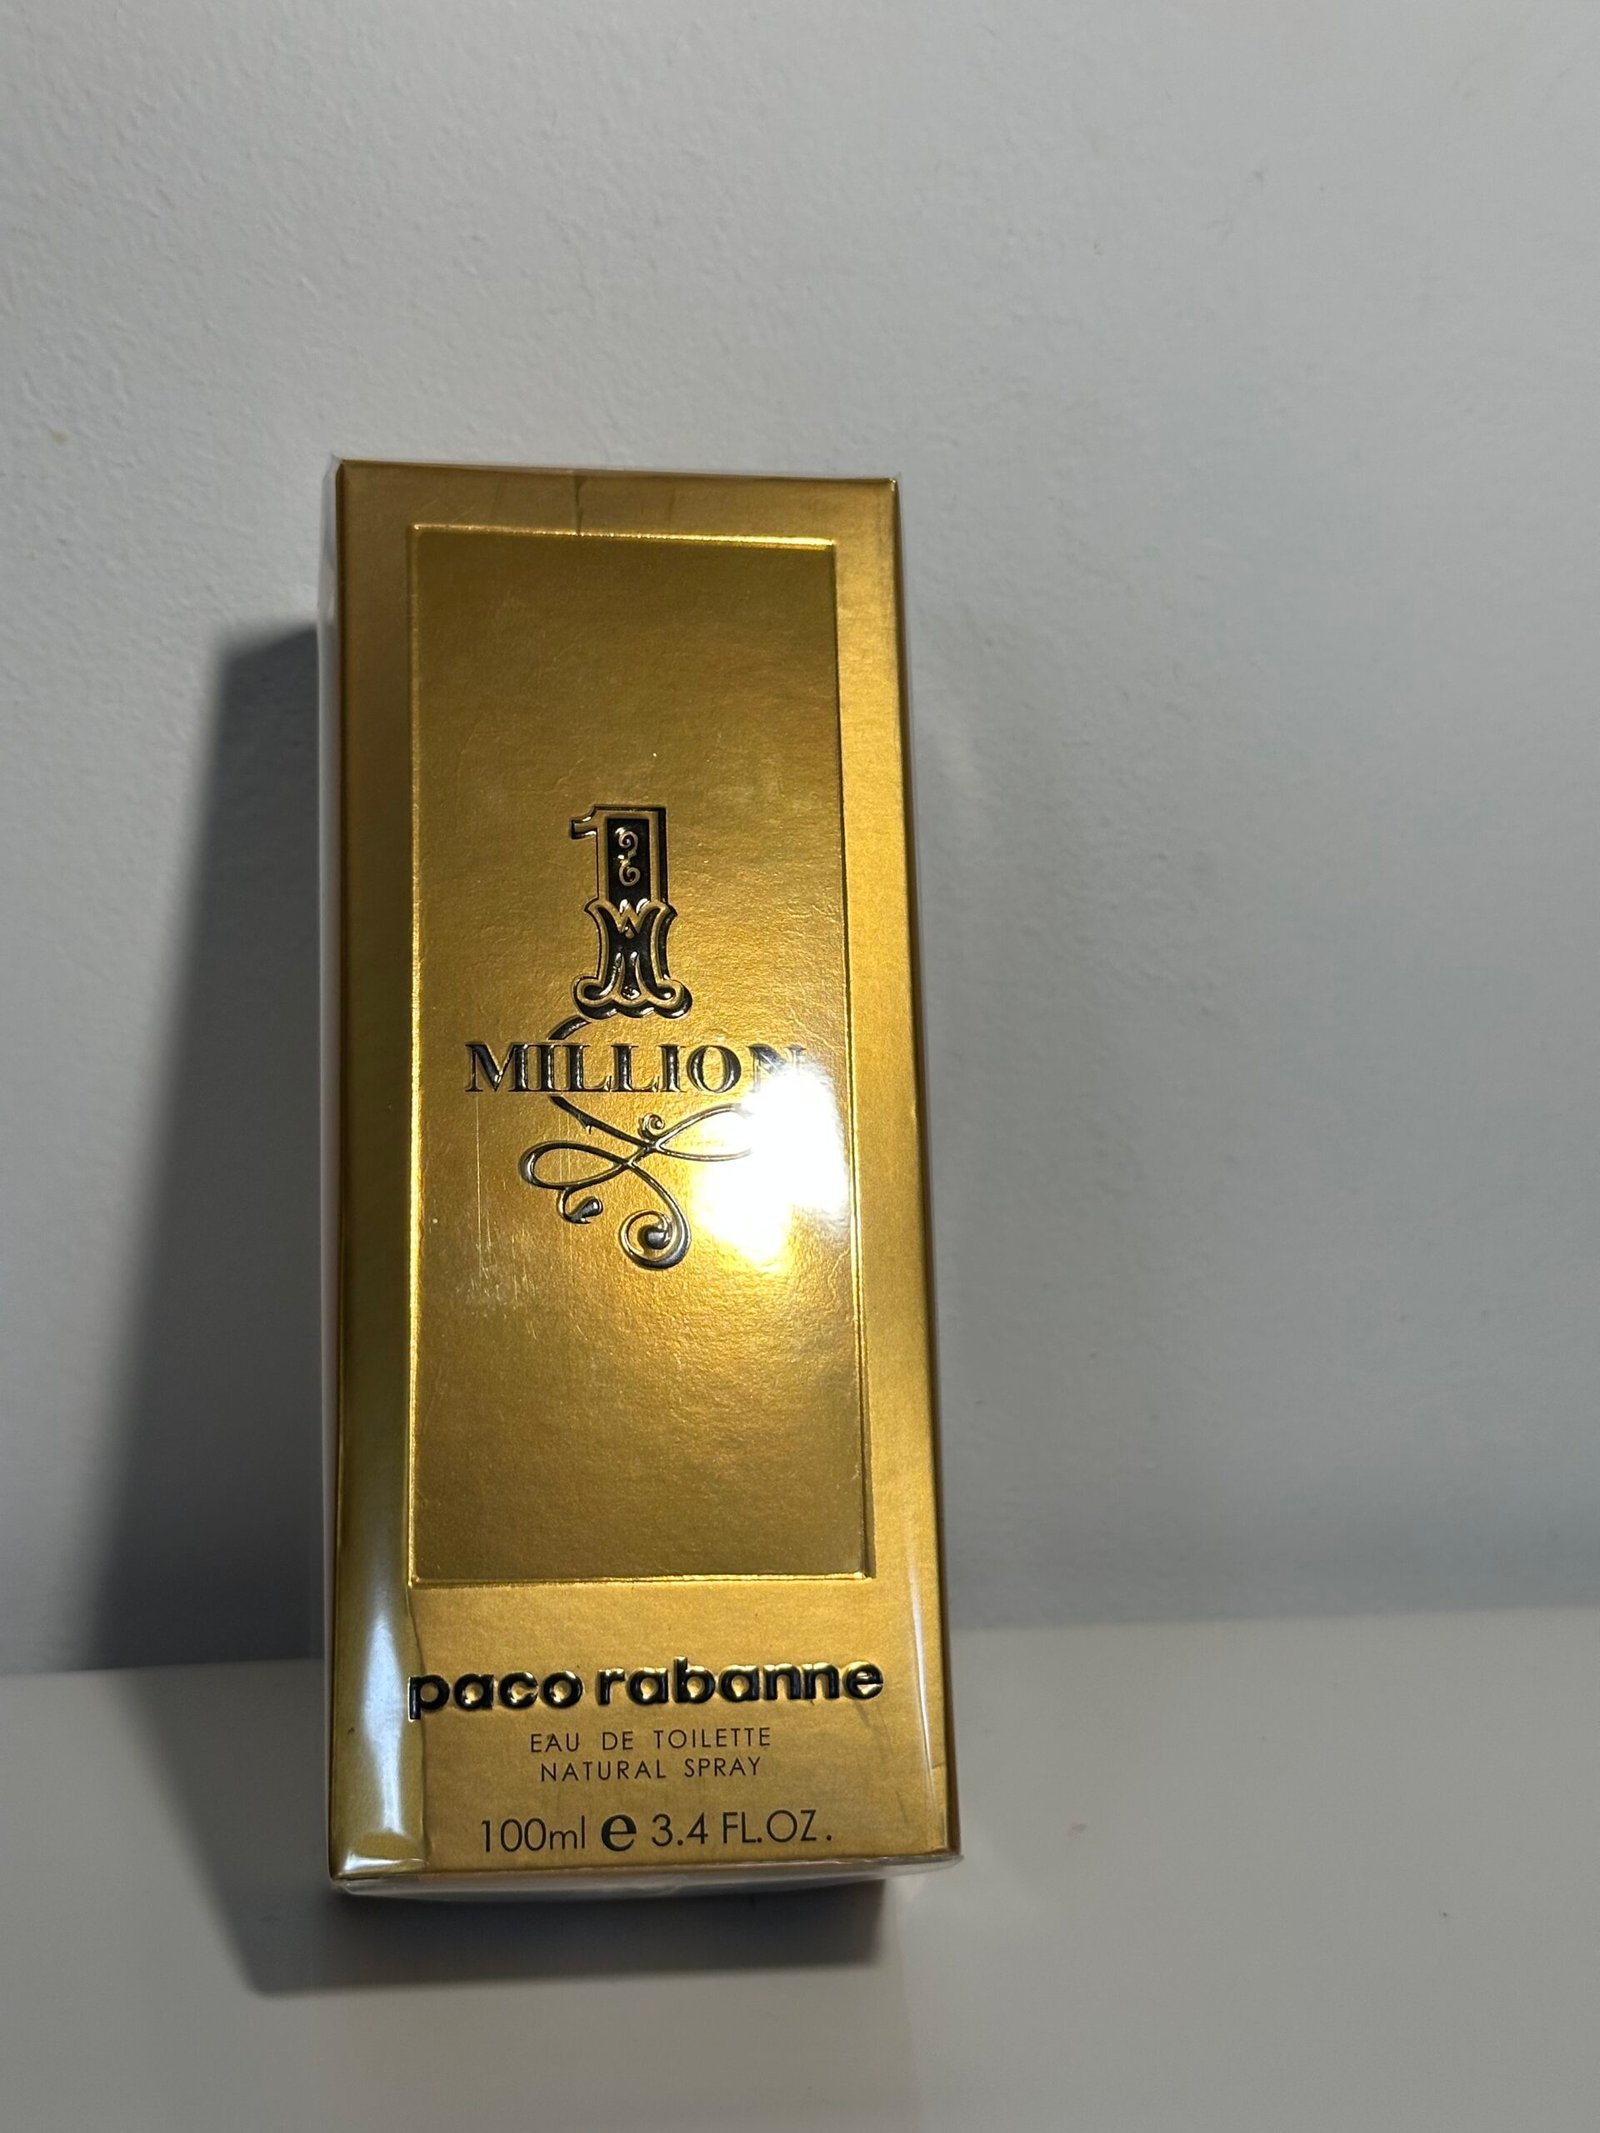 1
MILLION
paco rabanne
EAU DE TOILETTE
NATURAL SPRAY
100ml e 3.4 FL.OZ.